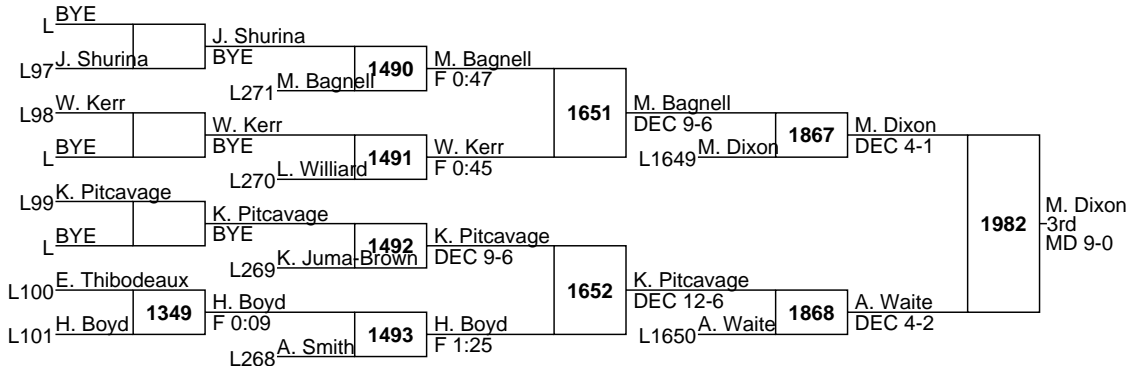 L BYE
L97 J. Shurina
J. Shurina
BYE
L271 M. Bagnell
1490
M. Bagnell
F 0:47
L98 W. Kerr
L BYE
W. Kerr
BYE
L270 L. Williard
1491
W. Kerr
F 0:45
1651
M. Bagnell
DEC 9-6
L1649 M. Dixon
1867
M. Dixon
DEC 4-1
L99 K. Pitcavage
L BYE
K. Pitcavage
BYE
L269 K. Juma-Brown
1492
K. Pitcavage
DEC 9-6
L100 E. Thibodeaux
L101 H. Boyd
1349
H. Boyd
F 0:09
L268 A. Smith
1493
H. Boyd
F 1:25
1652
K. Pitcavage
DEC 12-6
L1650 A. Waite
1868
A. Waite
DEC 4-2
1982
M. Dixon
3rd
MD 9-0